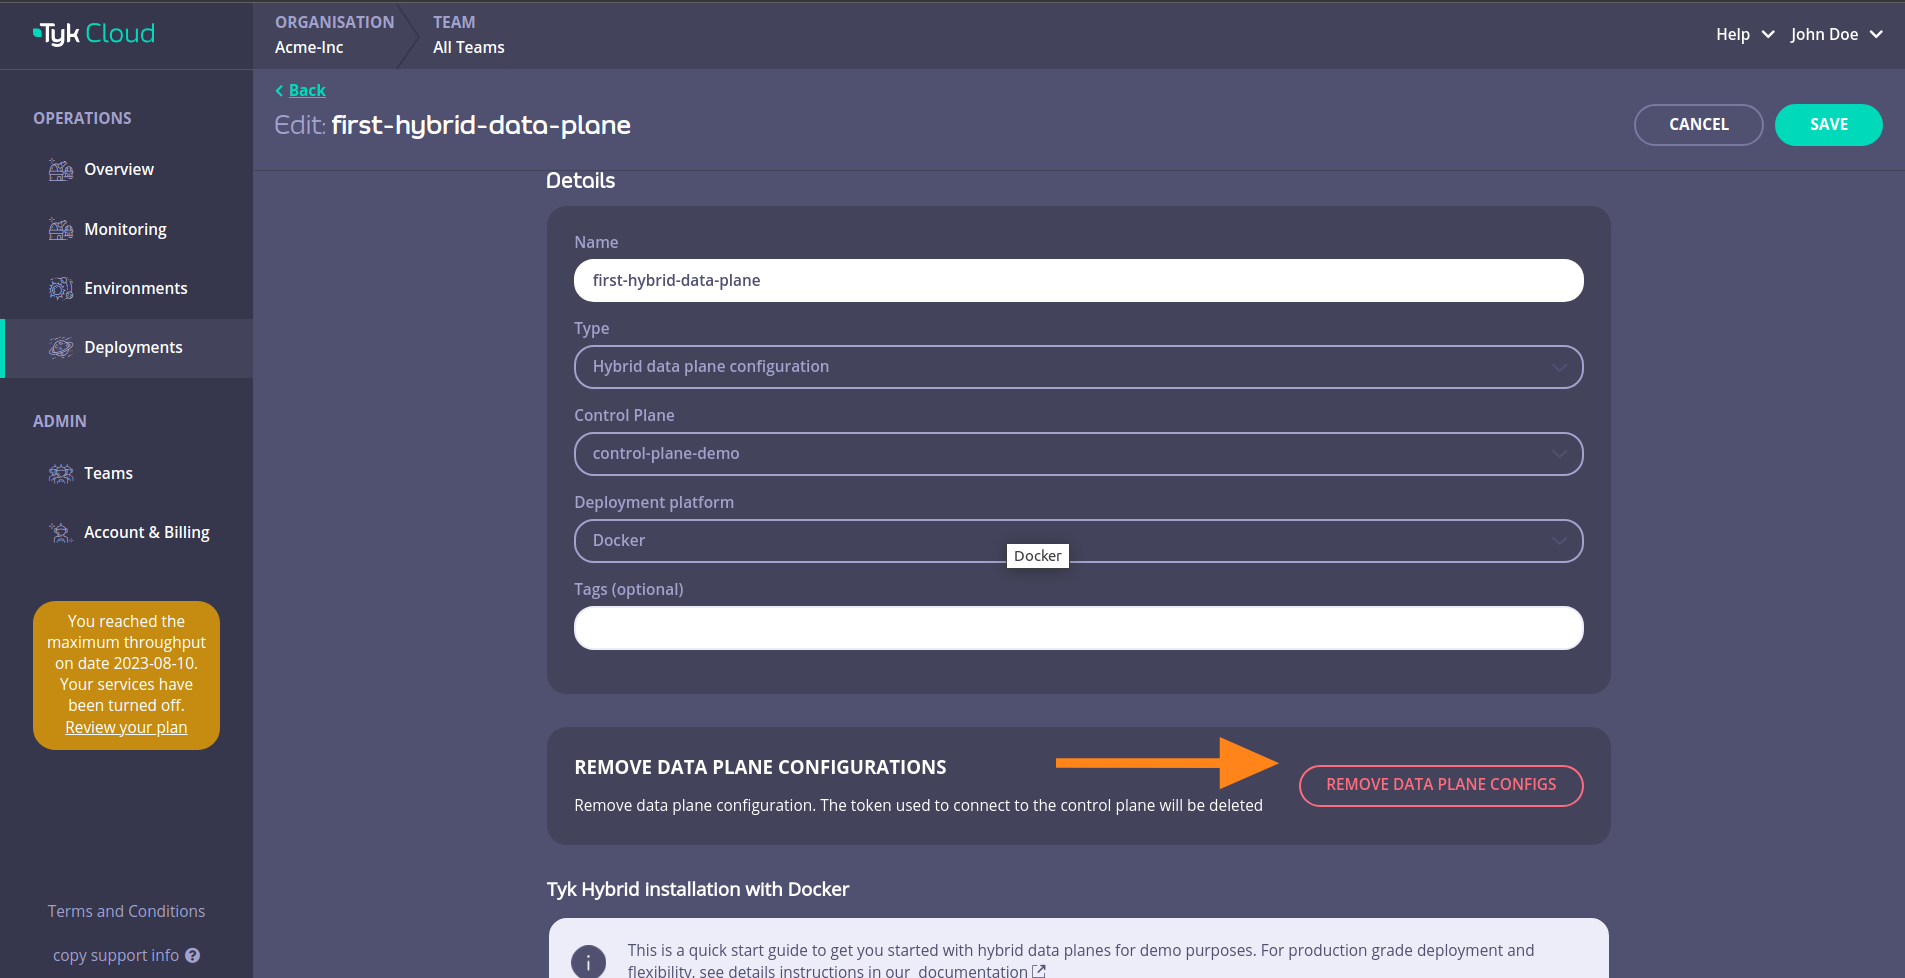 Tyk Cloud
ORGANISATION
Acme-Inc
TEAM
All Teams
Help
John Doe
OPERATIONS
Overview
Monitoring
Environments
Deployments
ADMIN
Teams
Account & Billing
You reached the
maximum throughput
on date 2023-08-10.
Your services have
been turned off.
Review your plan
Terms and Conditions
copy support info ?
Back
Edit: first-hybrid-data-plane
CANCEL
SAVE
Details
Name
first-hybrid-data-plane
Type
Hybrid data plane configuration
Control Plane
control-plane-demo
Deployment platform
Docker
Docker
Tags (optional)
REMOVE DATA PLANE CONFIGURATIONS
Remove data plane configuration. The token used to connect to the control plane will be deleted
REMOVE DATA PLANE CONFIGS
Tyk Hybrid installation with Docker
i
This is a quick start guide to get you started with hybrid data planes for demo purposes. For production grade deployment and
flexibility, see details instructions in our documentation